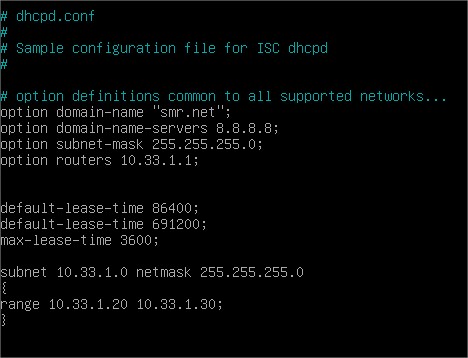 # dhcpd.conf
#
# Sample configuration file for ISC dhcpd
#
# option definitions common to all supported networks...
option domain-name "smr.net";
option domain-name-servers 8.8.8.8;
option subnet-mask 255.255.255.0;
option routers 10.33.1.1;
default-lease-time 86400;
default-lease-time 691200;
max-lease-time 3600;
subnet 10.33.1.0 netmask 255.255.255.0
{
range 10.33.1.20 10.33.1.30;
}